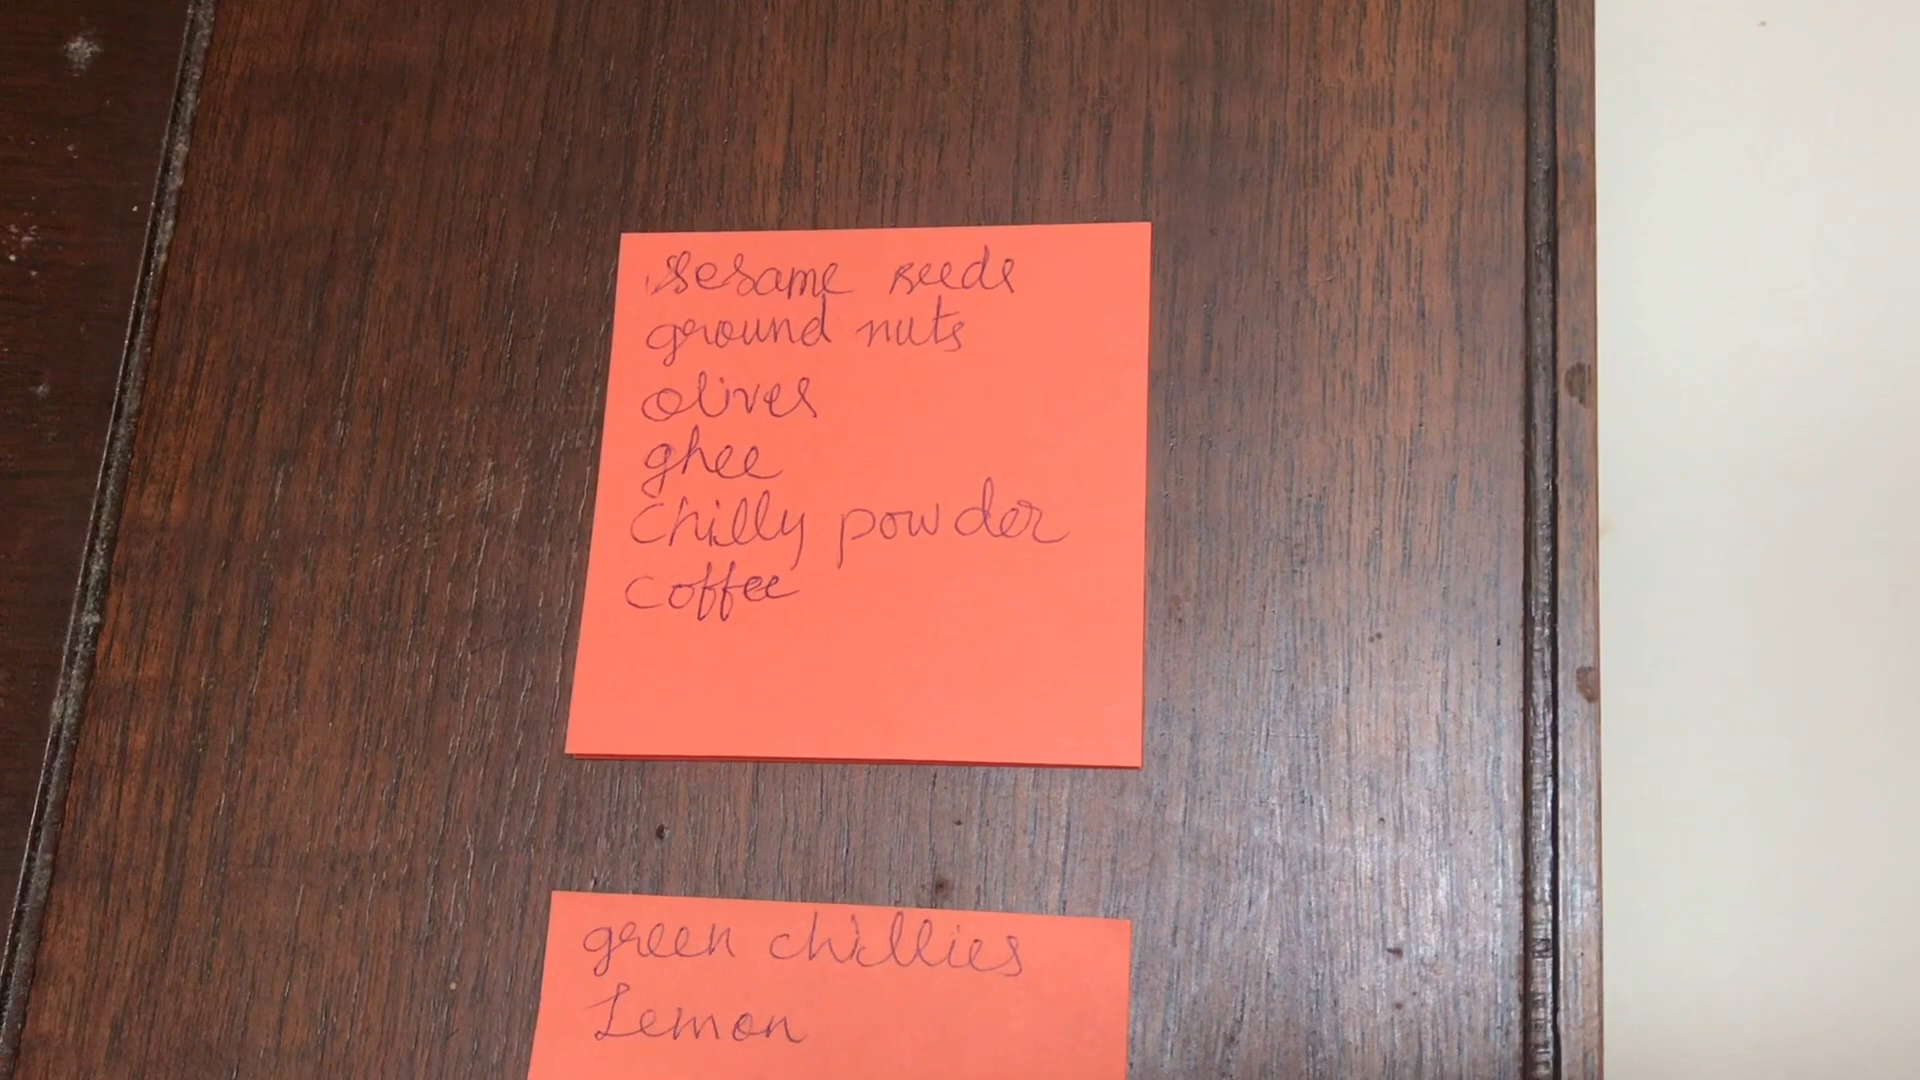 sesame seeds
ground nuts
olives
ghee
chilly powder
coffee
green chillies
Lemon